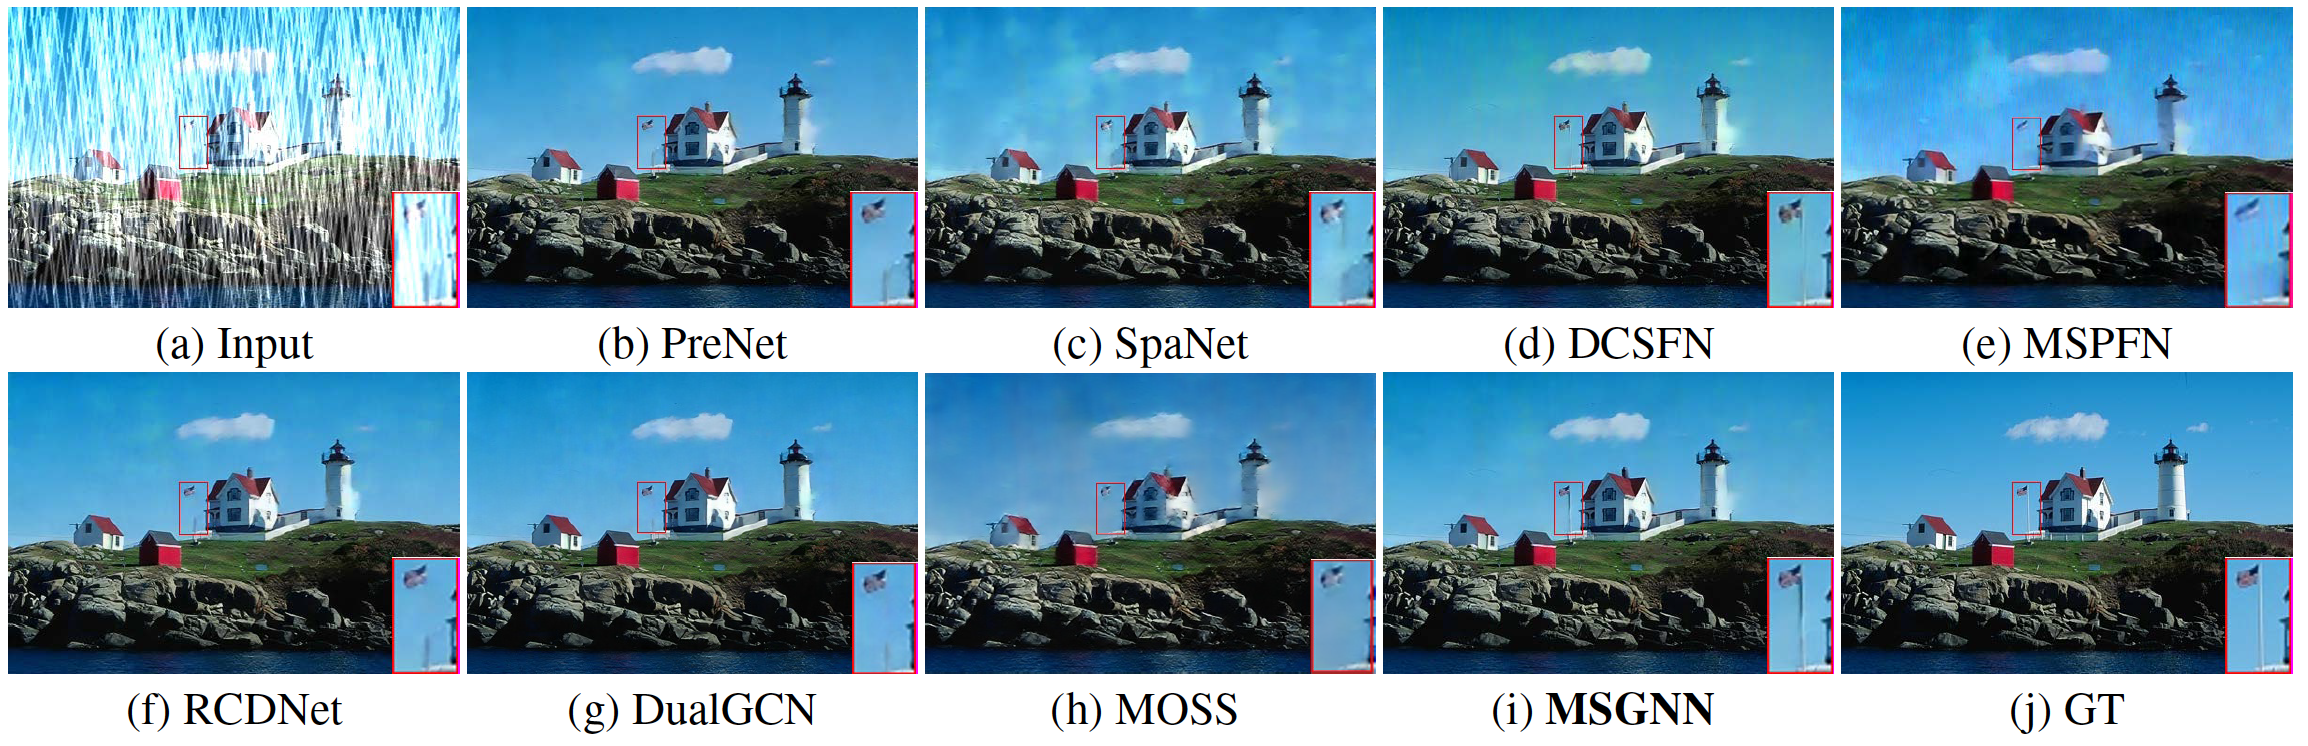 (a) Input (b) PreNet (c) SpaNet (d) DCSFN (e) MSPFN
(f) RCDNet (g) DualGCN (h) MOSS (i) MSGNN (j) GT